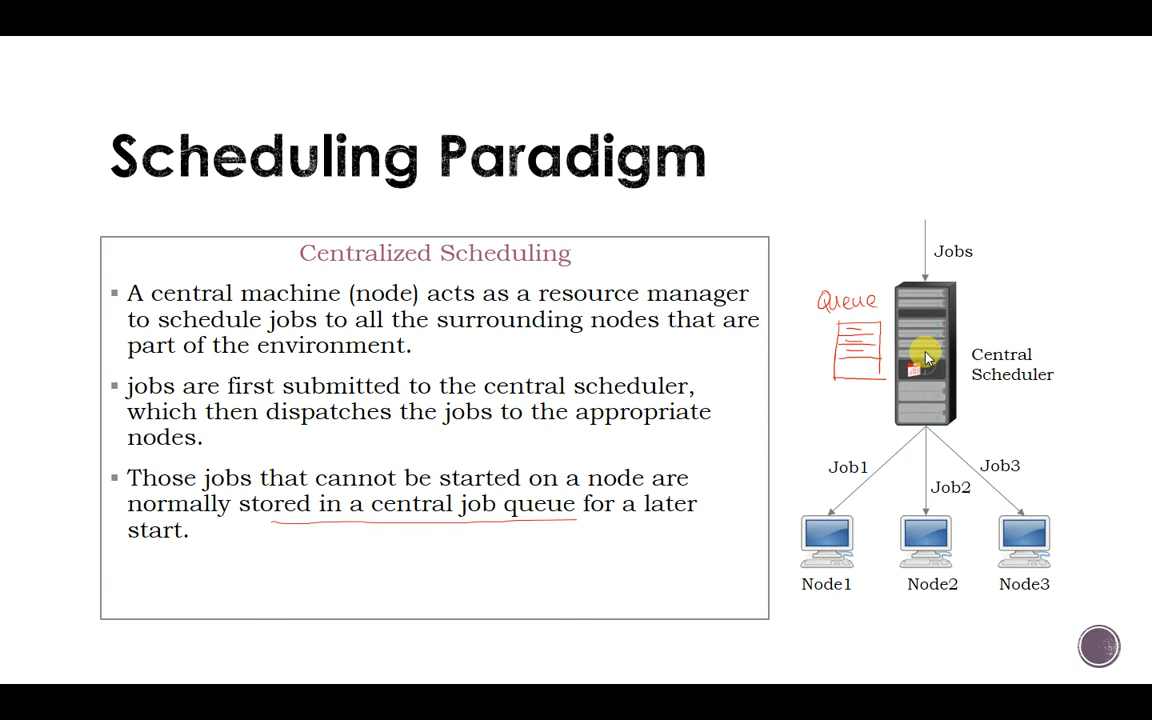 Scheduling Paradigm
Centralized Scheduling
▪ A central machine (node) acts as a resource manager
to schedule jobs to all the surrounding nodes that are
part of the environment.
▪ jobs are first submitted to the central scheduler,
which then dispatches the jobs to the appropriate
nodes.
▪ Those jobs that cannot be started on a node are
normally stored in a central job queue for a later
start.
Jobs
Queue
Central
Scheduler
Job1
Job2
Job3
Node1
Node2
Node3